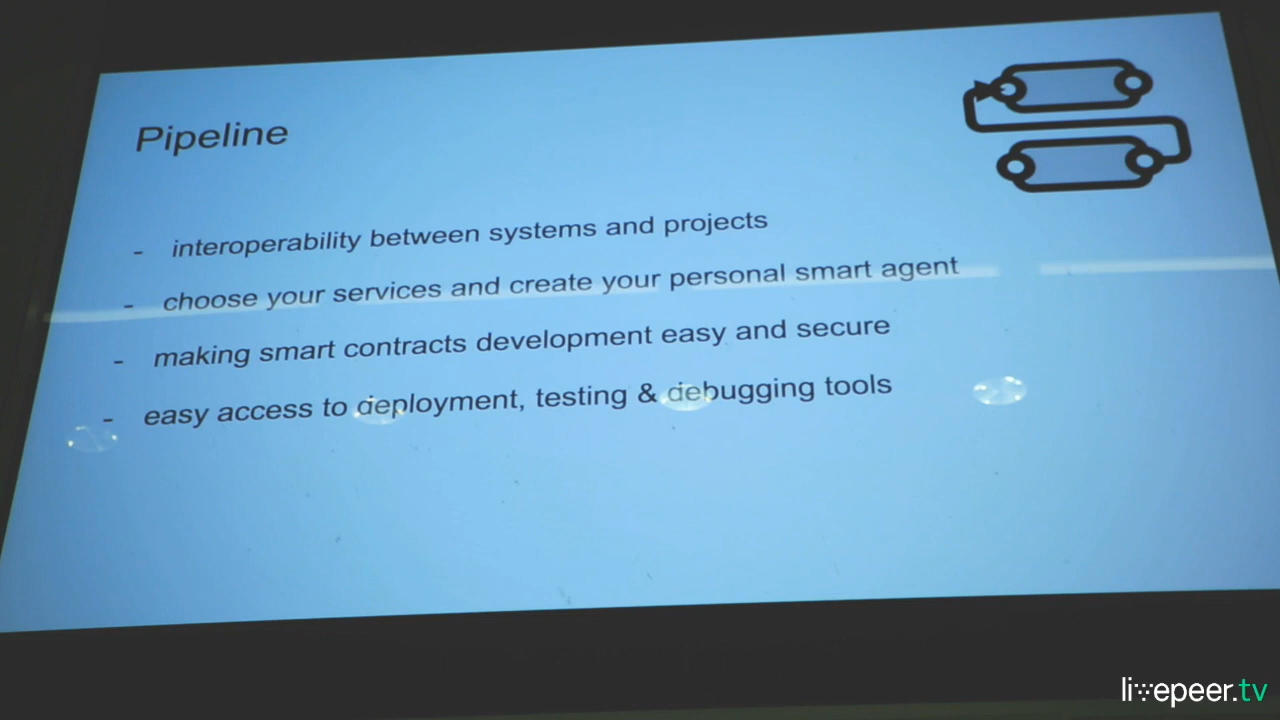 Pipeline
- interoperability between systems and projects
- choose your services and create your personal smart agent
- making smart contracts development easy and secure
- easy access to deployment, testing & debugging tools
livepeer.tv